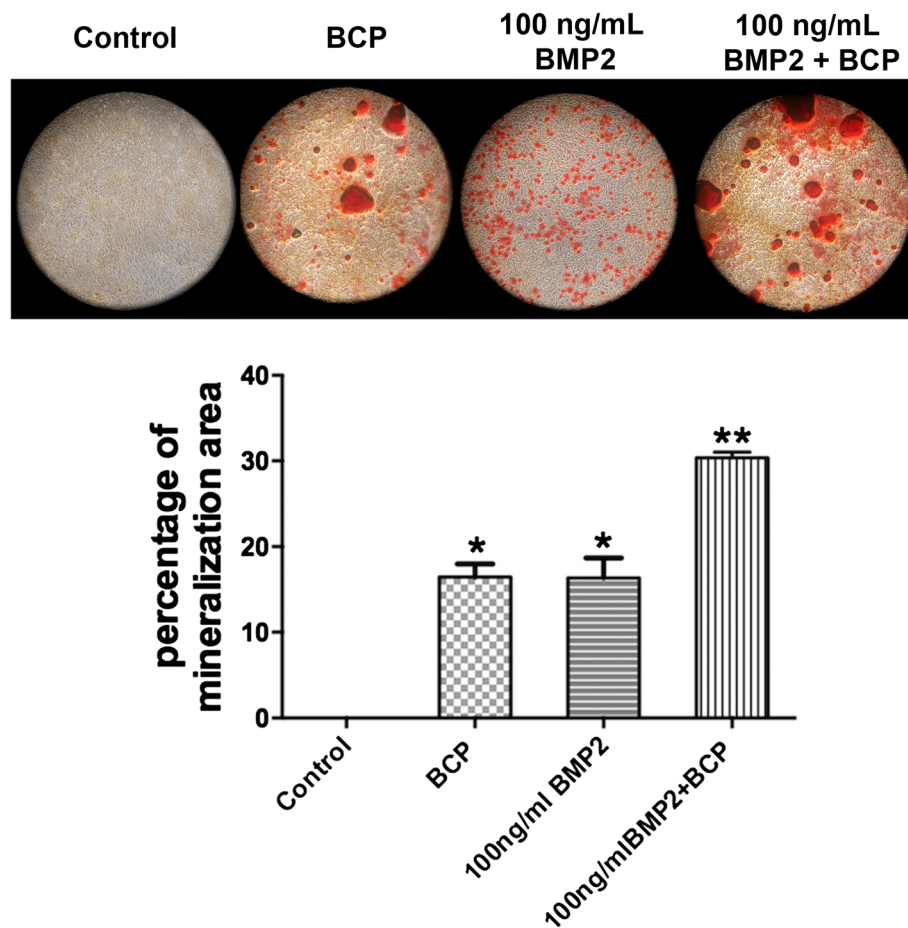 Control
BCP
100 ng/mL
BMP2
100 ng/mL
BMP2 + BCP
percentage of
mineralization area
40
30
20
10
0
*
*
**
Control
BCP
100ng/ml BMP2
100ng/mlBMP2+BCP